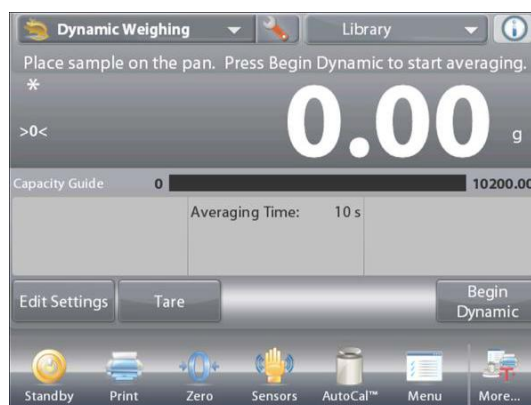 Dynamic Weighing Library
Place sample on the pan. Press Begin Dynamic to start averaging.
*
0.00 g
>0<
Capacity Guide 0 10200.00
Averaging Time: 10 s
Edit Settings Tare Begin
Dynamic
Standby Print Zero Sensors AutoCal™ Menu More...